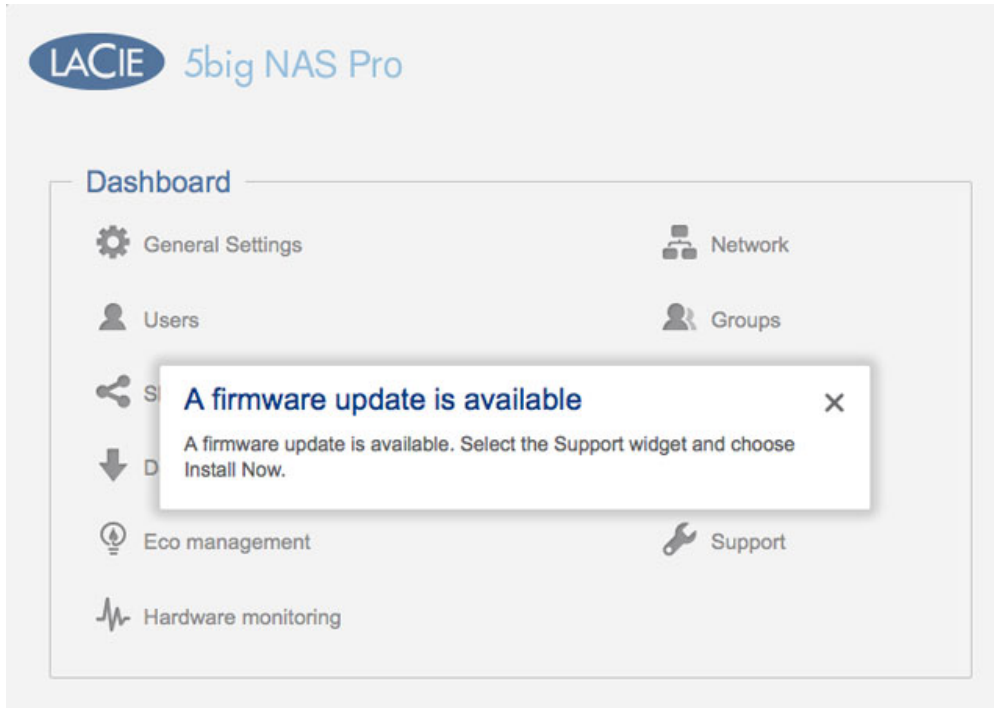 LACIE 5big NAS Pro
Dashboard
General Settings
Network
Users
Groups
A firmware update is available
A firmware update is available. Select the Support widget and choose
Install Now.
Eco management
Support
Hardware monitoring